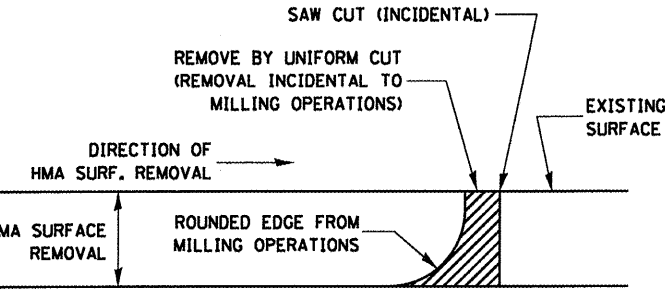 SAW CUT (INCIDENTAL)
REMOVE BY UNIFORM CUT
(REMOVAL INCIDENTAL TO
MILLING OPERATIONS)
EXISTING
SURFACE
DIRECTION OF
HMA SURF. REMOVAL
MA SURFACE
REMOVAL
ROUNDED EDGE FROM
MILLING OPERATIONS